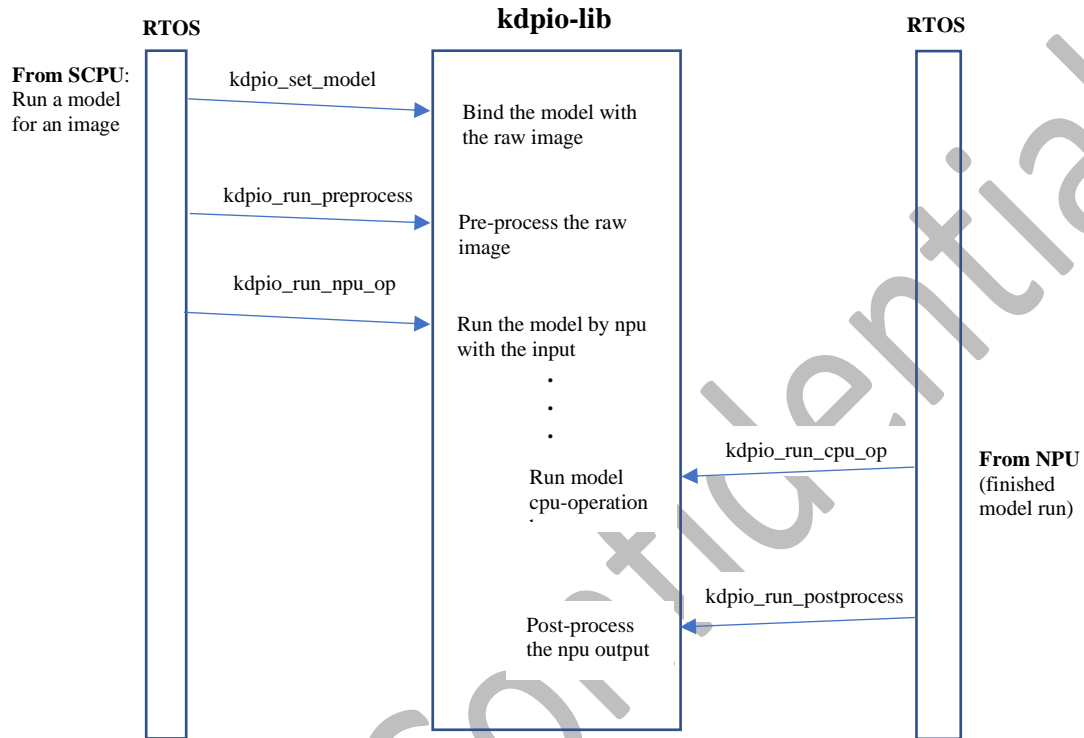 kdpio-lib
RTOS
RTOS
From SCPU:
Run a model
for an image
kdpio_set_model
Bind the model with
the raw image
kdpio_run_preprocess
Pre-process the raw
image
kdpio_run_npu_op
Run the model by npu
with the input
.
.
.
kdpio_run_cpu_op
From NPU
(finished
model run)
Run model
cpu-operation
kdpio_run_postprocess
Post-process
the npu output
Confidential